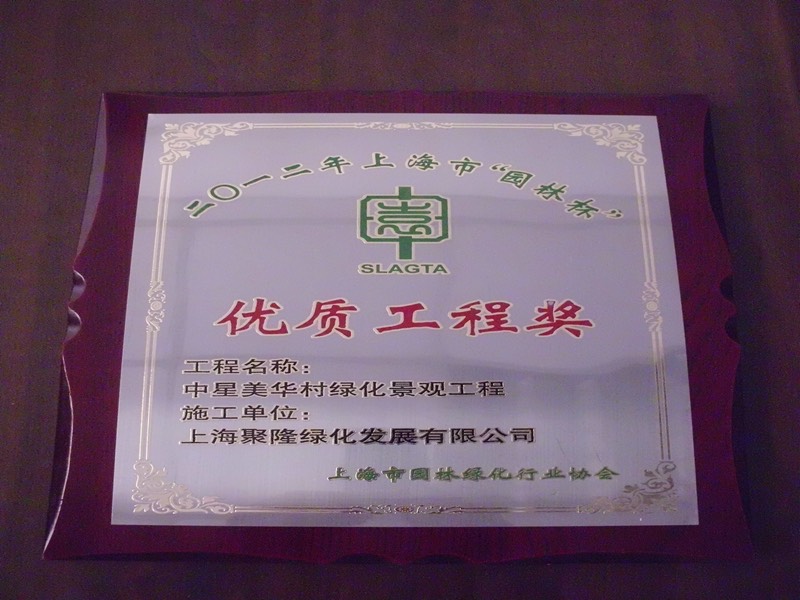 二〇一二年上海市“园林杯”
SLAGTA
优质工程奖
工程名称：
中星美华村绿化景观工程
施工单位：
上海聚隆绿化发展有限公司
上海市园林绿化行业协会